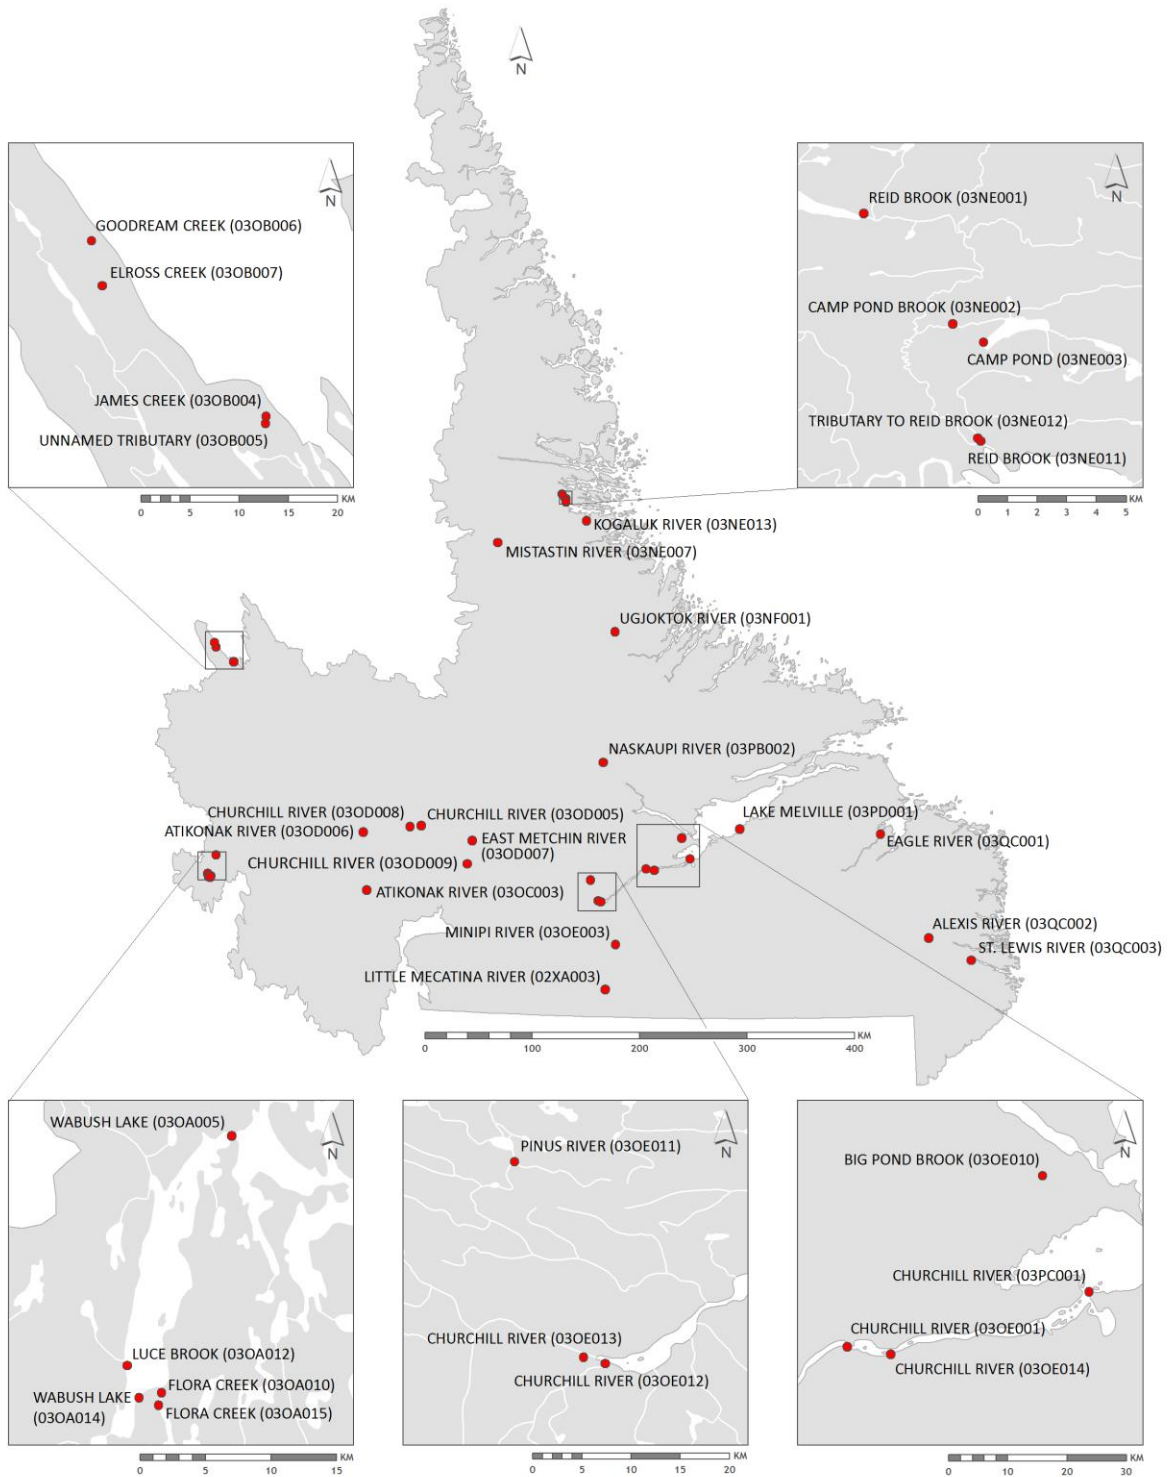 N
N
GOODREAM CREEK (03OB006)
ELROSS CREEK (03OB007)
JAMES CREEK (03OB004)
UNNAMED TRIBUTARY (03OB005)
0 5 10 15 20 KM
N
REID BROOK (03NE001)
CAMP POND BROOK (03NE002)
CAMP POND (03NE003)
TRIBUTARY TO REID BROOK (03NE012)
REID BROOK (03NE011)
0 1 2 3 4 5 KM
KOGALUK RIVER (03NE013)
MISTASTIN RIVER (03NE007)
UGJOKTOK RIVER (03NF001)
NASKAUPI RIVER (03PB002)
CHURCHILL RIVER (03OD008)
CHURCHILL RIVER (03OD005)
LAKE MELVILLE (03PD001)
ATIKONAK RIVER (03OD006)
EAST METCHIN RIVER
(03OD007)
EAGLE RIVER (03QC001)
CHURCHILL RIVER (03OD009)
ATIKONAK RIVER (03OC003)
MINIPI RIVER (03OE003)
ALEXIS RIVER (03QC002)
ST. LEWIS RIVER (03QC003)
LITTLE MECATINA RIVER (02XA003)
0 100 200 300 400 KM
N
WABUSH LAKE (03OA005)
LUCE BROOK (03OA012)
FLORA CREEK (03OA010)
WABUSH LAKE
(03OA014)
FLORA CREEK (03OA015)
0 5 10 15 KM
N
PINUS RIVER (03OE011)
CHURCHILL RIVER (03OE013)
CHURCHILL RIVER (03OE012)
0 5 10 15 20 KM
N
BIG POND BROOK (03OE010)
CHURCHILL RIVER (03PC001)
CHURCHILL RIVER (03OE001)
CHURCHILL RIVER (03OE014)
0 10 20 30 KM